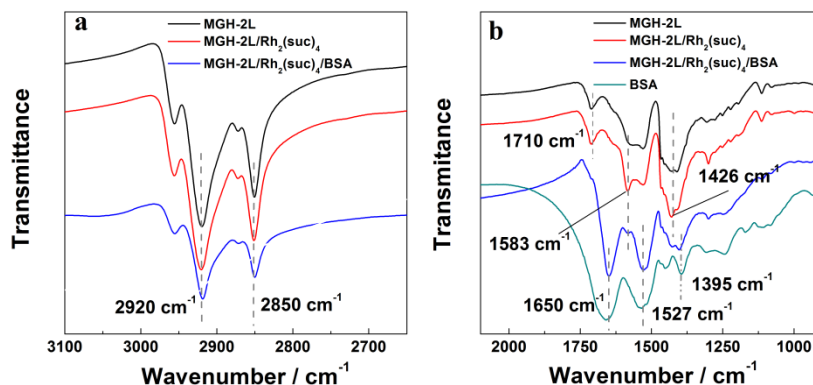 a
MGH-2L
MGH-2L/Rh₂(suc)₄
MGH-2L/Rh₂(suc)₄/BSA
2920 cm⁻¹
2850 cm⁻¹
Transmittance
3100 3000 2900 2800 2700
Wavenumber / cm⁻¹
b
MGH-2L
MGH-2L/Rh₂(suc)₄
MGH-2L/Rh₂(suc)₄/BSA
BSA
1710 cm⁻¹
1426 cm⁻¹
1583 cm⁻¹
1395 cm⁻¹
1650 cm⁻¹
1527 cm⁻¹
Transmittance
2000 1750 1500 1250 1000
Wavenumber / cm⁻¹